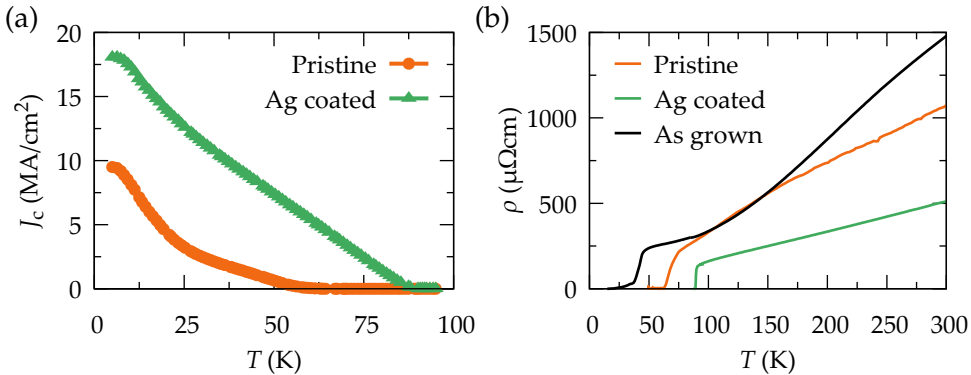 (a)
20
15
10
5
0
J_c (MA/cm²)
Pristine
Ag coated
0
25
50
75
100
T (K)
(b)
1500
1000
500
0
ρ (μΩcm)
Pristine
Ag coated
As grown
0
50
100
150
200
250
300
T (K)